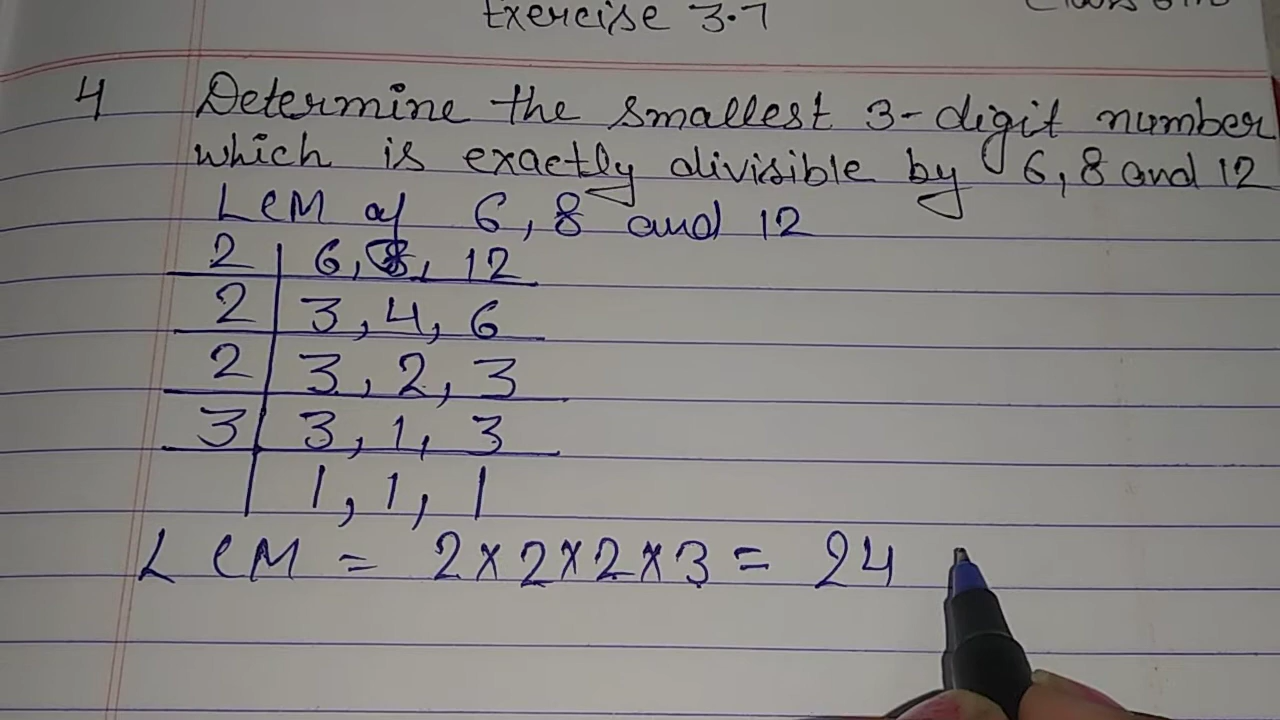 Exercise 3.7
4 Determine the smallest 3-digit number
which is exactly divisible by 6, 8 and 12
LCM of 6, 8 and 12
2 | 6, 8, 12
2 | 3, 4, 6
2 | 3, 2, 3
3 | 3, 1, 3
| 1, 1, 1
LCM = 2×2×2×3 = 24